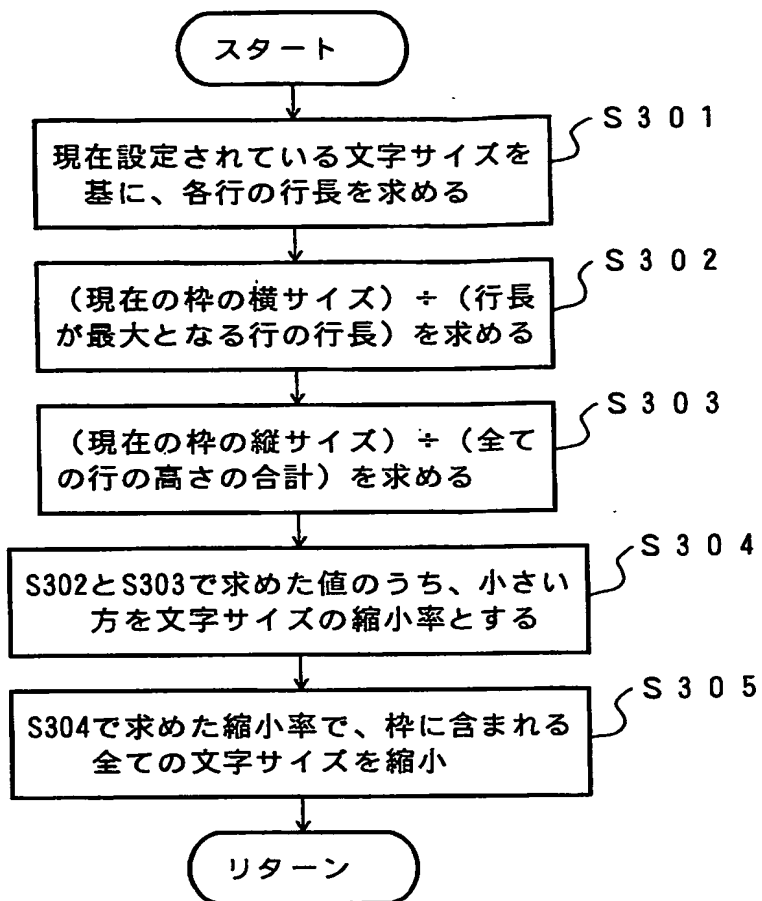 スタート
S301
現在設定されている文字サイズを
基に、各行の行長を求める
S302
(現在の枠の横サイズ)÷(行長
が最大となる行の行長)を求める
S303
(現在の枠の縦サイズ)÷(全て
の行の高さの合計)を求める
S304
S302とS303で求めた値のうち、小さい
方を文字サイズの縮小率とする
S305
S304で求めた縮小率で、枠に含まれる
全ての文字サイズを縮小
リターン